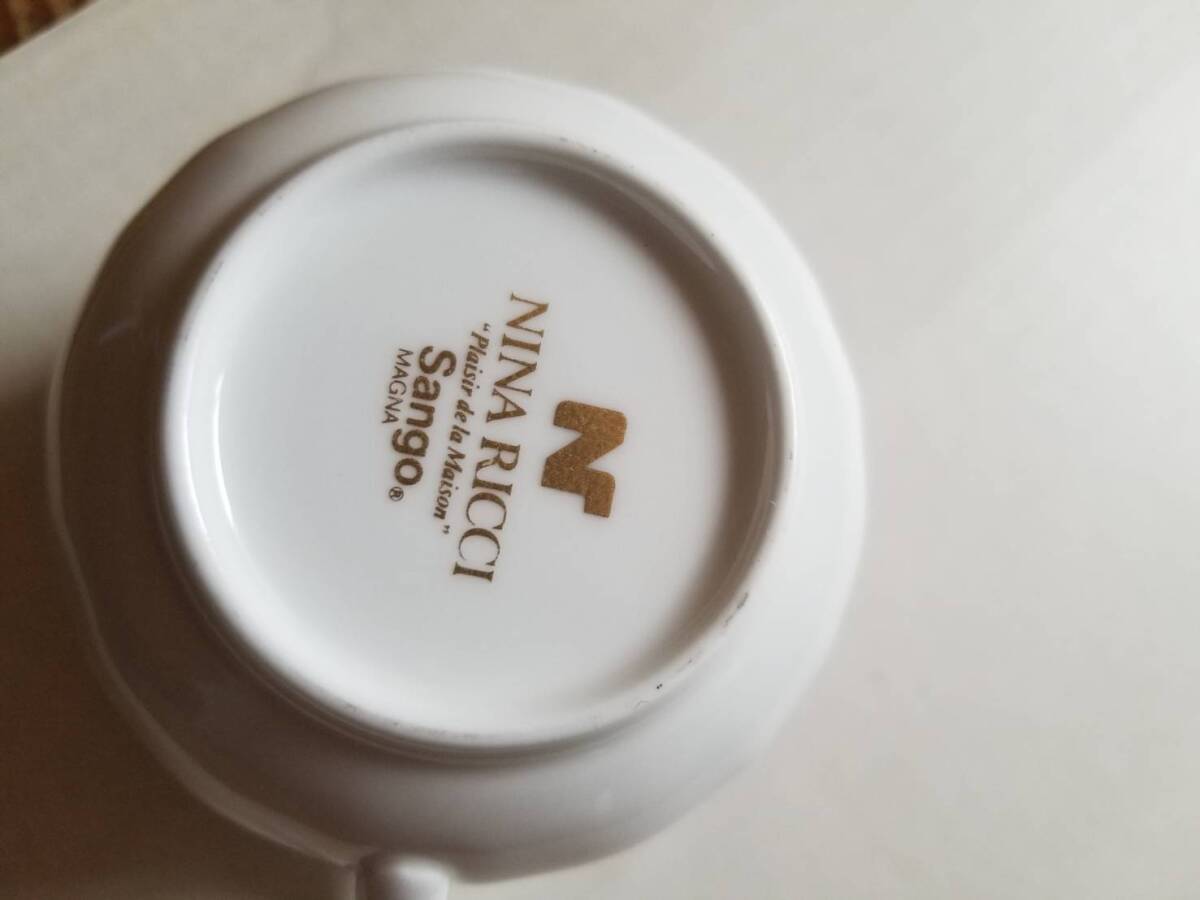 N
NINA RICCI
"Plaisir de la Maison"
Sango®
MAGNA